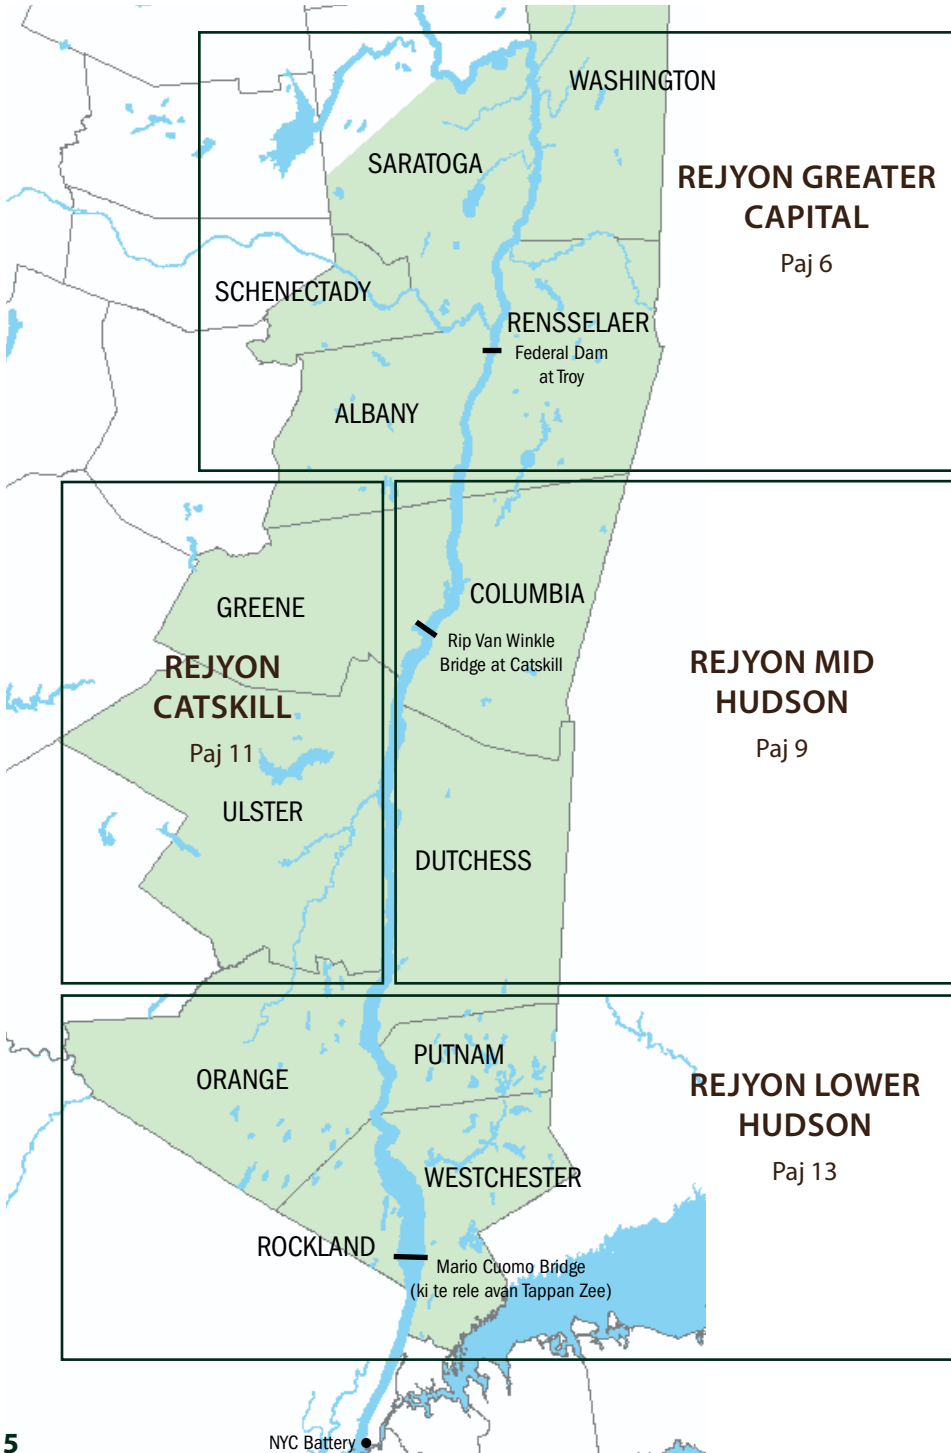 WASHINGTON
SARATOGA
REJYON GREATER
CAPITAL
Paj 6
SCHENECTADY
RENSSELAER
Federal Dam
at Troy
ALBANY
GREENE
COLUMBIA
Rip Van Winkle
Bridge at Catskill
REJYON
CATSKILL
Paj 11
REJYON MID
HUDSON
Paj 9
ULSTER
DUTCHESS
ORANGE
PUTNAM
REJYON LOWER
HUDSON
Paj 13
WESTCHESTER
ROCKLAND
Mario Cuomo Bridge
(ki te rele avan Tappan Zee)
NYC Battery
5